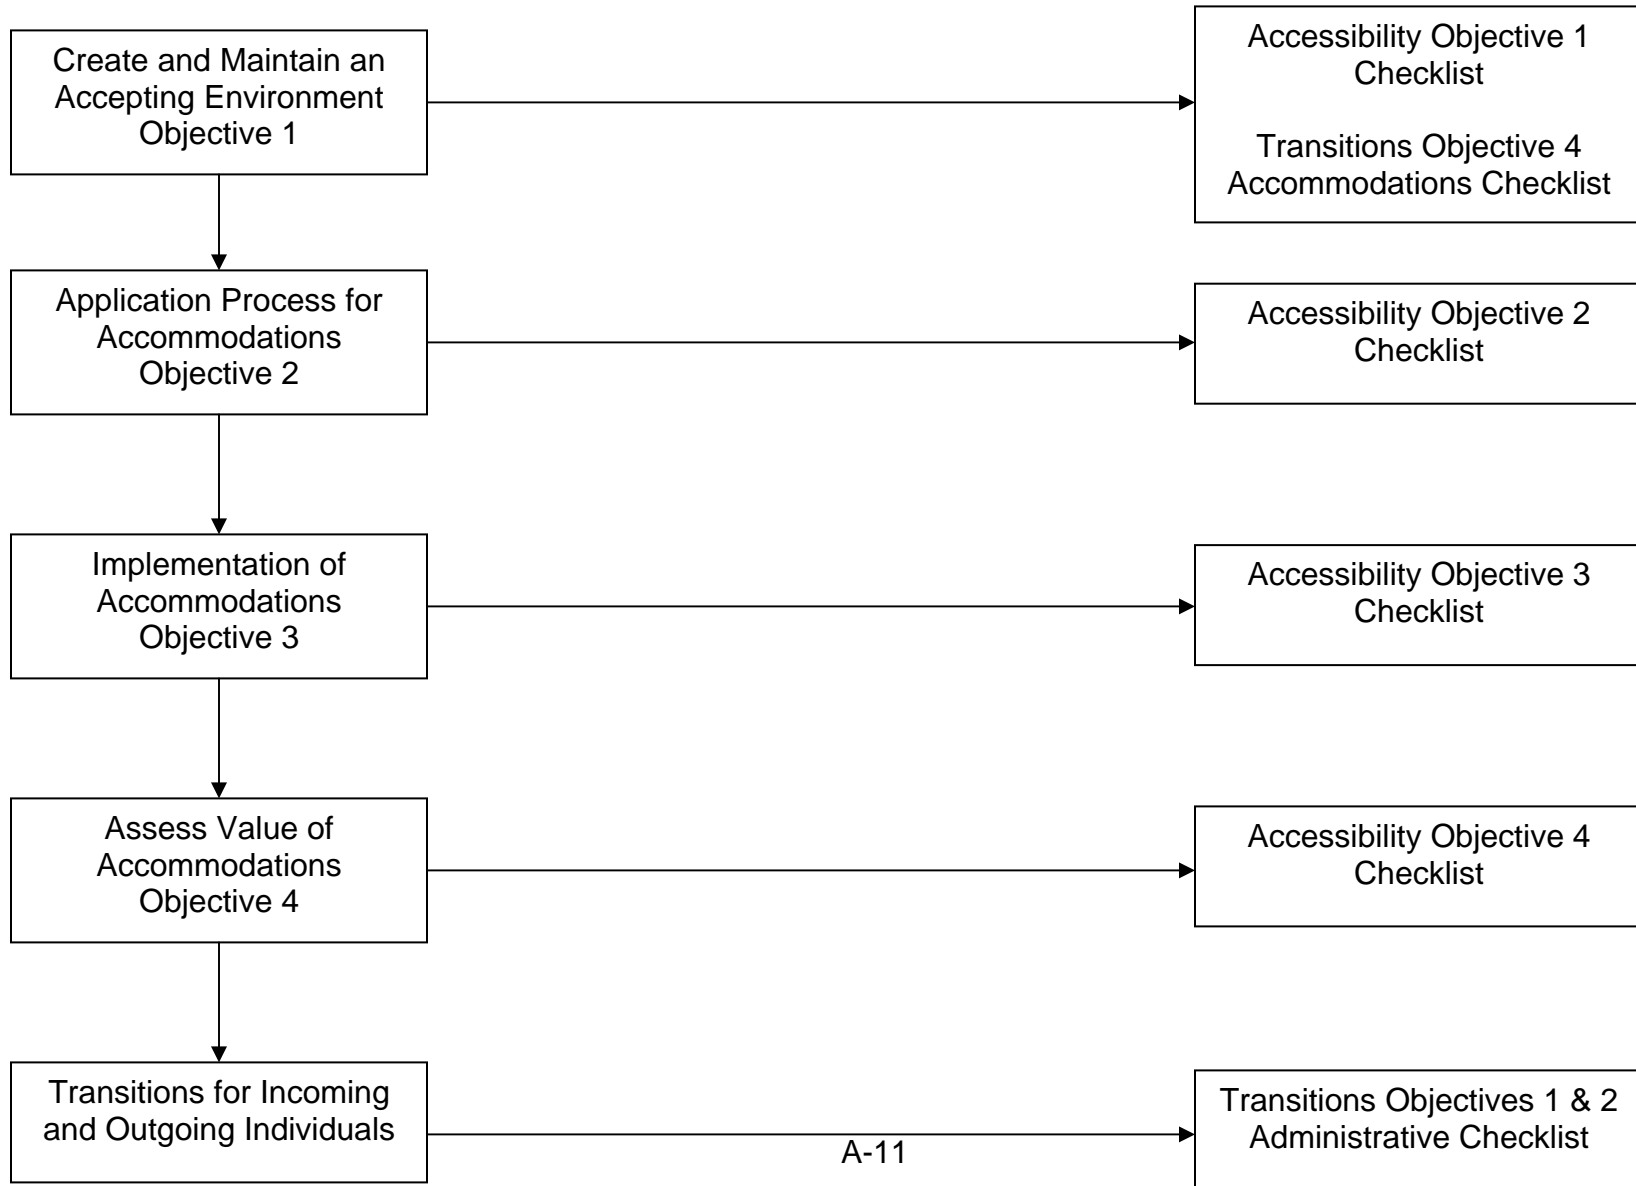 Create and Maintain an
Accepting Environment
Objective 1
Accessibility Objective 1
Checklist
Transitions Objective 4
Accommodations Checklist
Application Process for
Accommodations
Objective 2
Accessibility Objective 2
Checklist
Implementation of
Accommodations
Objective 3
Accessibility Objective 3
Checklist
Assess Value of
Accommodations
Objective 4
Accessibility Objective 4
Checklist
Transitions for Incoming
and Outgoing Individuals
Transitions Objectives 1 & 2
Administrative Checklist
A-11